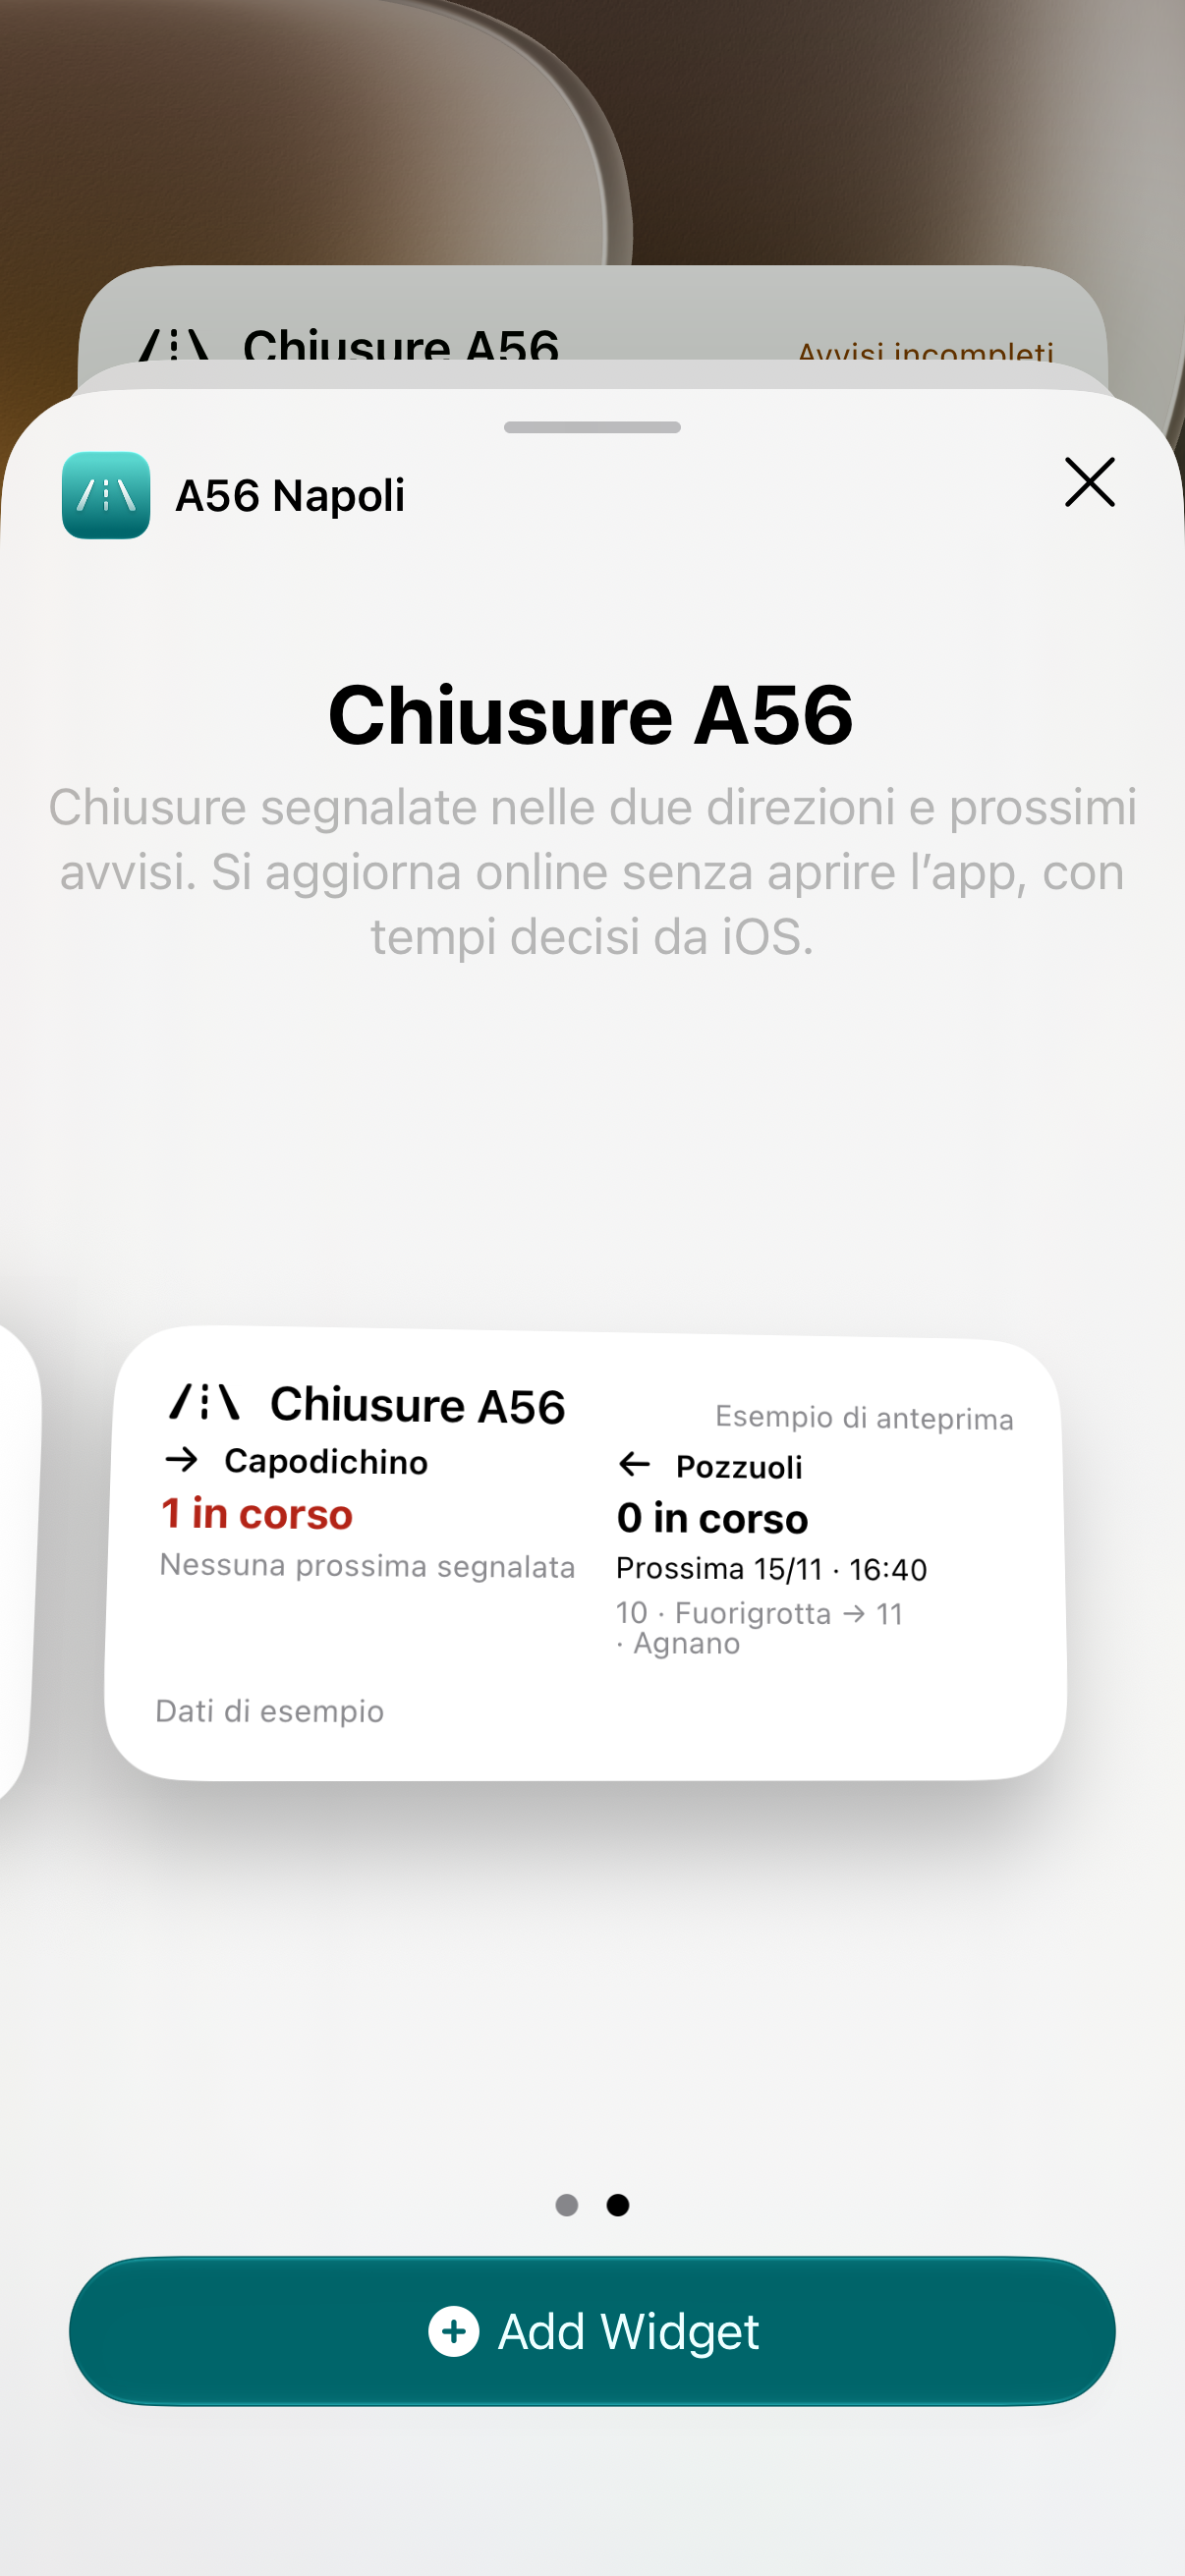 Chiusure A56
Avvisi incompleti
A56 Napoli
Chiusure A56
Chiusure segnalate nelle due direzioni e prossimi
avvisi. Si aggiorna online senza aprire l’app, con
tempi decisi da iOS.
Chiusure A56
Esempio di anteprima
→ Capodichino
1 in corso
Nessuna prossima segnalata
← Pozzuoli
0 in corso
Prossima 15/11 · 16:40
10 · Fuorigrotta → 11
· Agnano
Dati di esempio
Add Widget